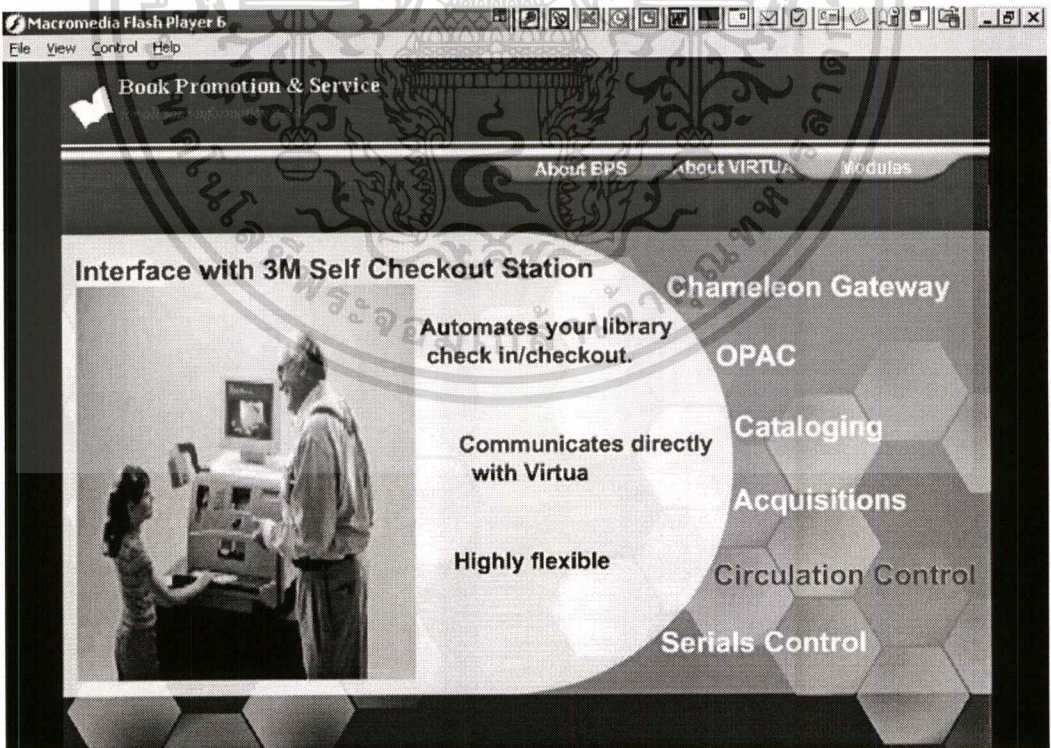 Macromedia Flash Player 6
File View Control Help
Book Promotion & Service
About BPS About VIRTUA Modules
Interface with 3M Self Checkout Station
Automates your library
check in/checkout.
Communicates directly
with Virtua
Highly flexible
Chameleon Gateway
OPAC
Cataloging
Acquisitions
Circulation Control
Serials Control